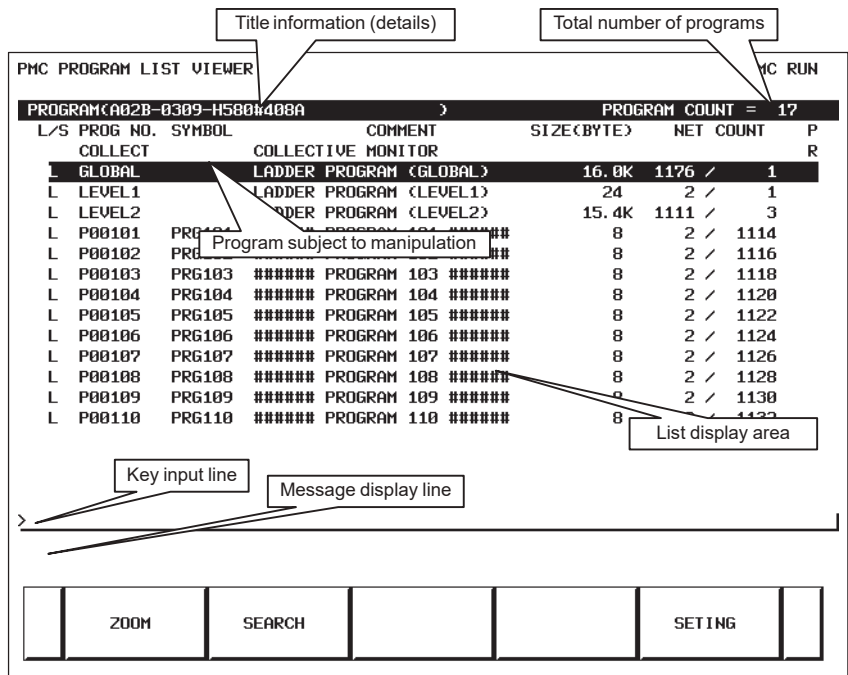 Title information (details)
Total number of programs
PMC PROGRAM LIST VIEWER MC RUN
PROGRAM(A02B-0309-H580#408A ) PROGRAM COUNT = 17
L/S PROG NO. SYMBOL COMMENT SIZE(BYTE) NET COUNT P
COLLECT COLLECTIVE MONITOR R
L GLOBAL LADDER PROGRAM (GLOBAL) 16.0K 1176 / 1
L LEVEL1 LADDER PROGRAM (LEVEL1) 24 2 / 1
L LEVEL2 PROGRAM (LEVEL2) 15.4K 1111 / 3
L P00101 8 2 / 1114
L P00102 8 2 / 1116
Program subject to manipulation
L P00103 PRG103 ###### PROGRAM 103 ###### 8 2 / 1118
L P00104 PRG104 ###### PROGRAM 104 ###### 8 2 / 1120
L P00105 PRG105 ###### PROGRAM 105 ###### 8 2 / 1122
L P00106 PRG106 ###### PROGRAM 106 ###### 8 2 / 1124
L P00107 PRG107 ###### PROGRAM 107 ###### 8 2 / 1126
L P00108 PRG108 ###### PROGRAM 108 ###### 8 2 / 1128
L P00109 PRG109 ###### PROGRAM 109 ###### 2 / 1130
L P00110 PRG110 ###### PROGRAM 110 ###### 8
List display area
Key input line
Message display line
>
ZOOM SEARCH SETING